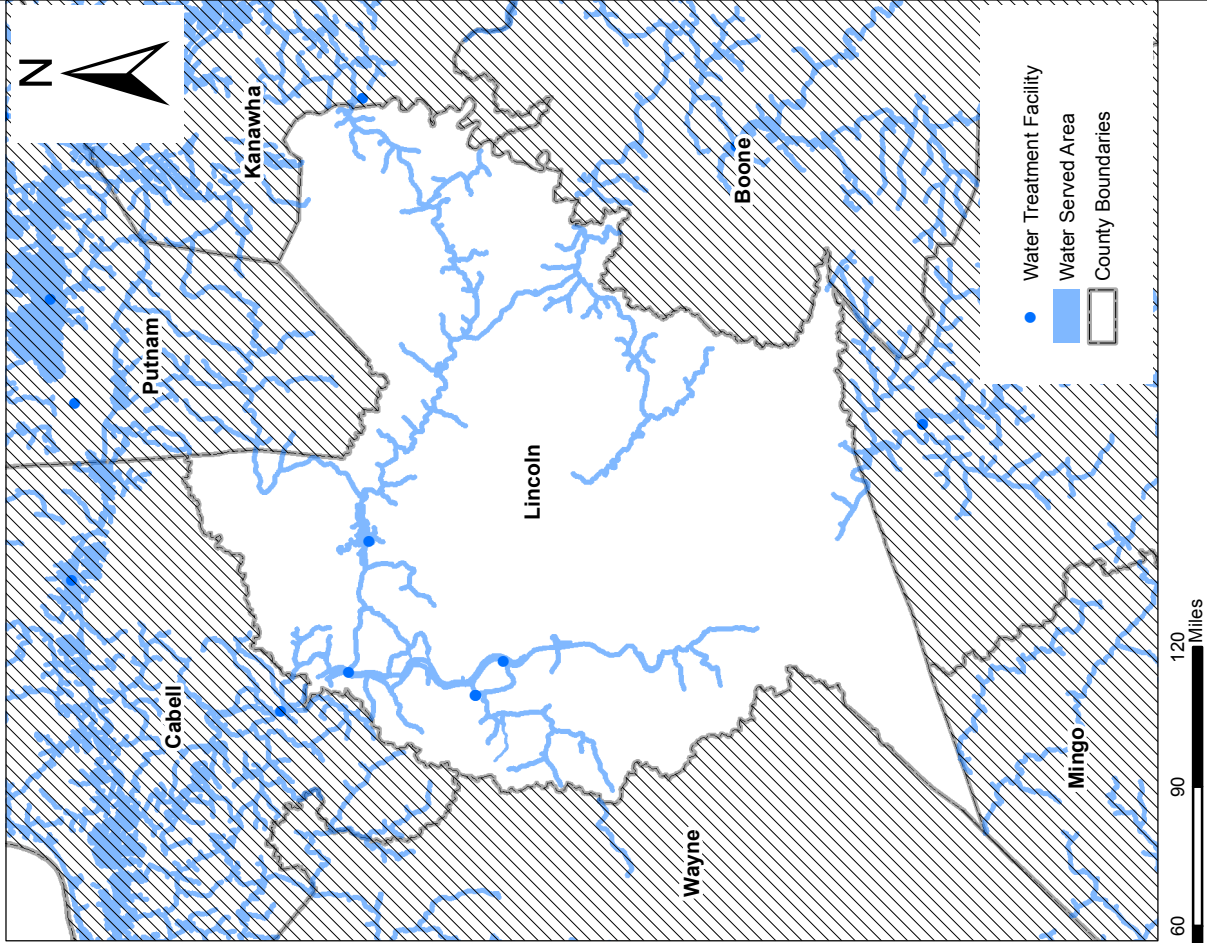 N
Kanawha
Putnam
Cabell
Boone
Lincoln
Wayne
Mingo
Water Treatment Facility
Water Served Area
County Boundaries
60
90
120
Miles